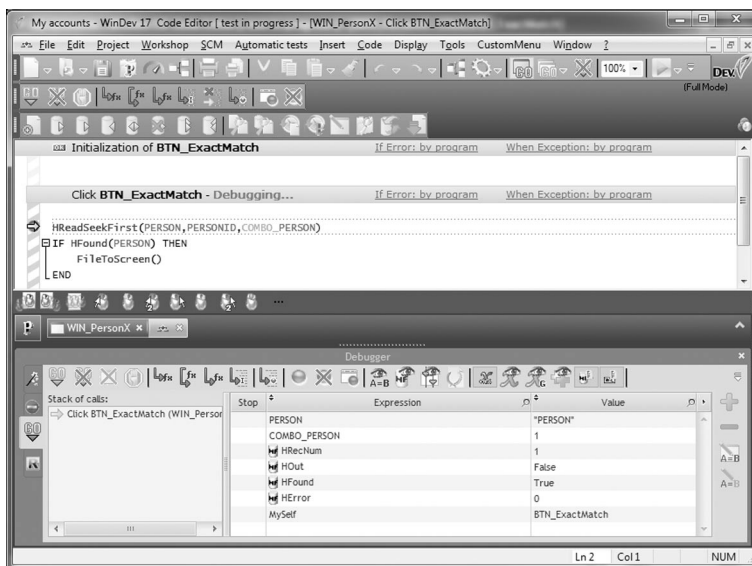 My accounts - WinDev 17 Code Editor [ test in progress ] - [WIN_PersonX - Click BTN_ExactMatch]
File Edit Project Workshop SCM Automatic tests Insert Code Display Tools CustomMenu Window ?
100%
DEV
(Full Mode)
Initialization of BTN_ExactMatch If Error: by program When Exception: by program
Click BTN_ExactMatch - Debugging... If Error: by program When Exception: by program
HReadSeekFirst(PERSON,PERSONID,COMBO_PERSON)
IF HFound(PERSON) THEN
FileToScreen()
END
...
WIN_PersonX ×
Debugger
Stack of calls:
Click BTN_ExactMatch (WIN_Person
Stop Expression Value
PERSON "PERSON"
COMBO_PERSON 1
HRecNum 1
HOut False
HFound True
HError 0
MySelf BTN_ExactMatch
A=B
A=B
Ln 2 Col 1 NUM